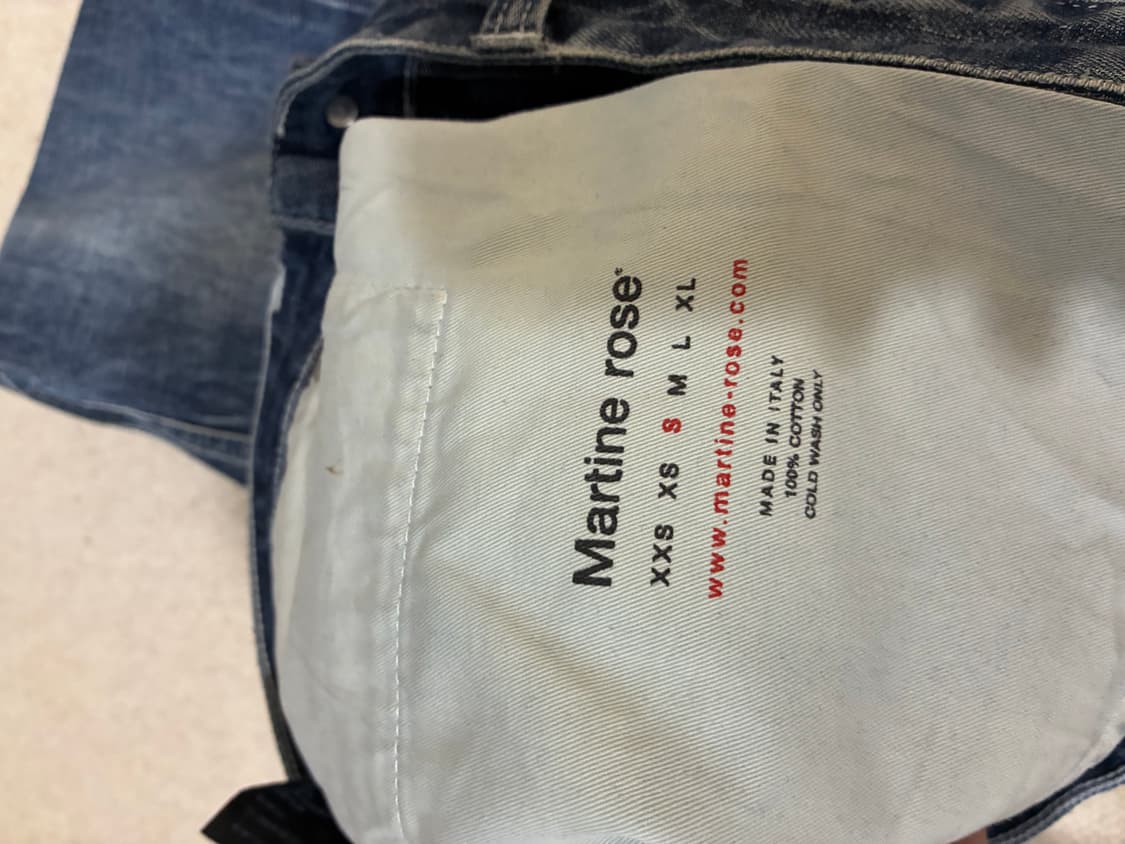 Martine rose*
XXS XS S M L XL
www.martine-rose.com
MADE IN ITALY
100% COTTON
COLD WASH ONLY